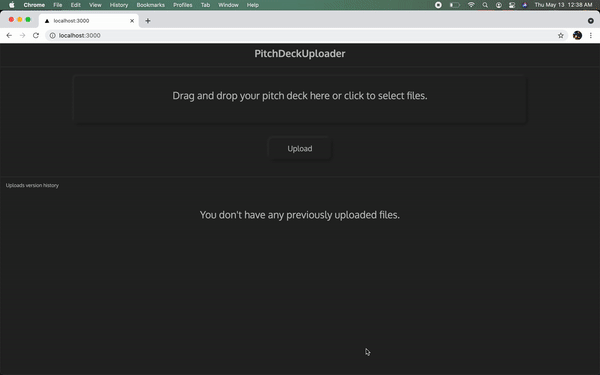 Chrome File Edit View History Bookmarks Profiles Tab Window Help Thu May 13 12:38 AM
localhost:3000
localhost:3000
PitchDeckUploader
Drag and drop your pitch deck here or click to select files.
Upload
Uploads version history
You don't have any previously uploaded files.